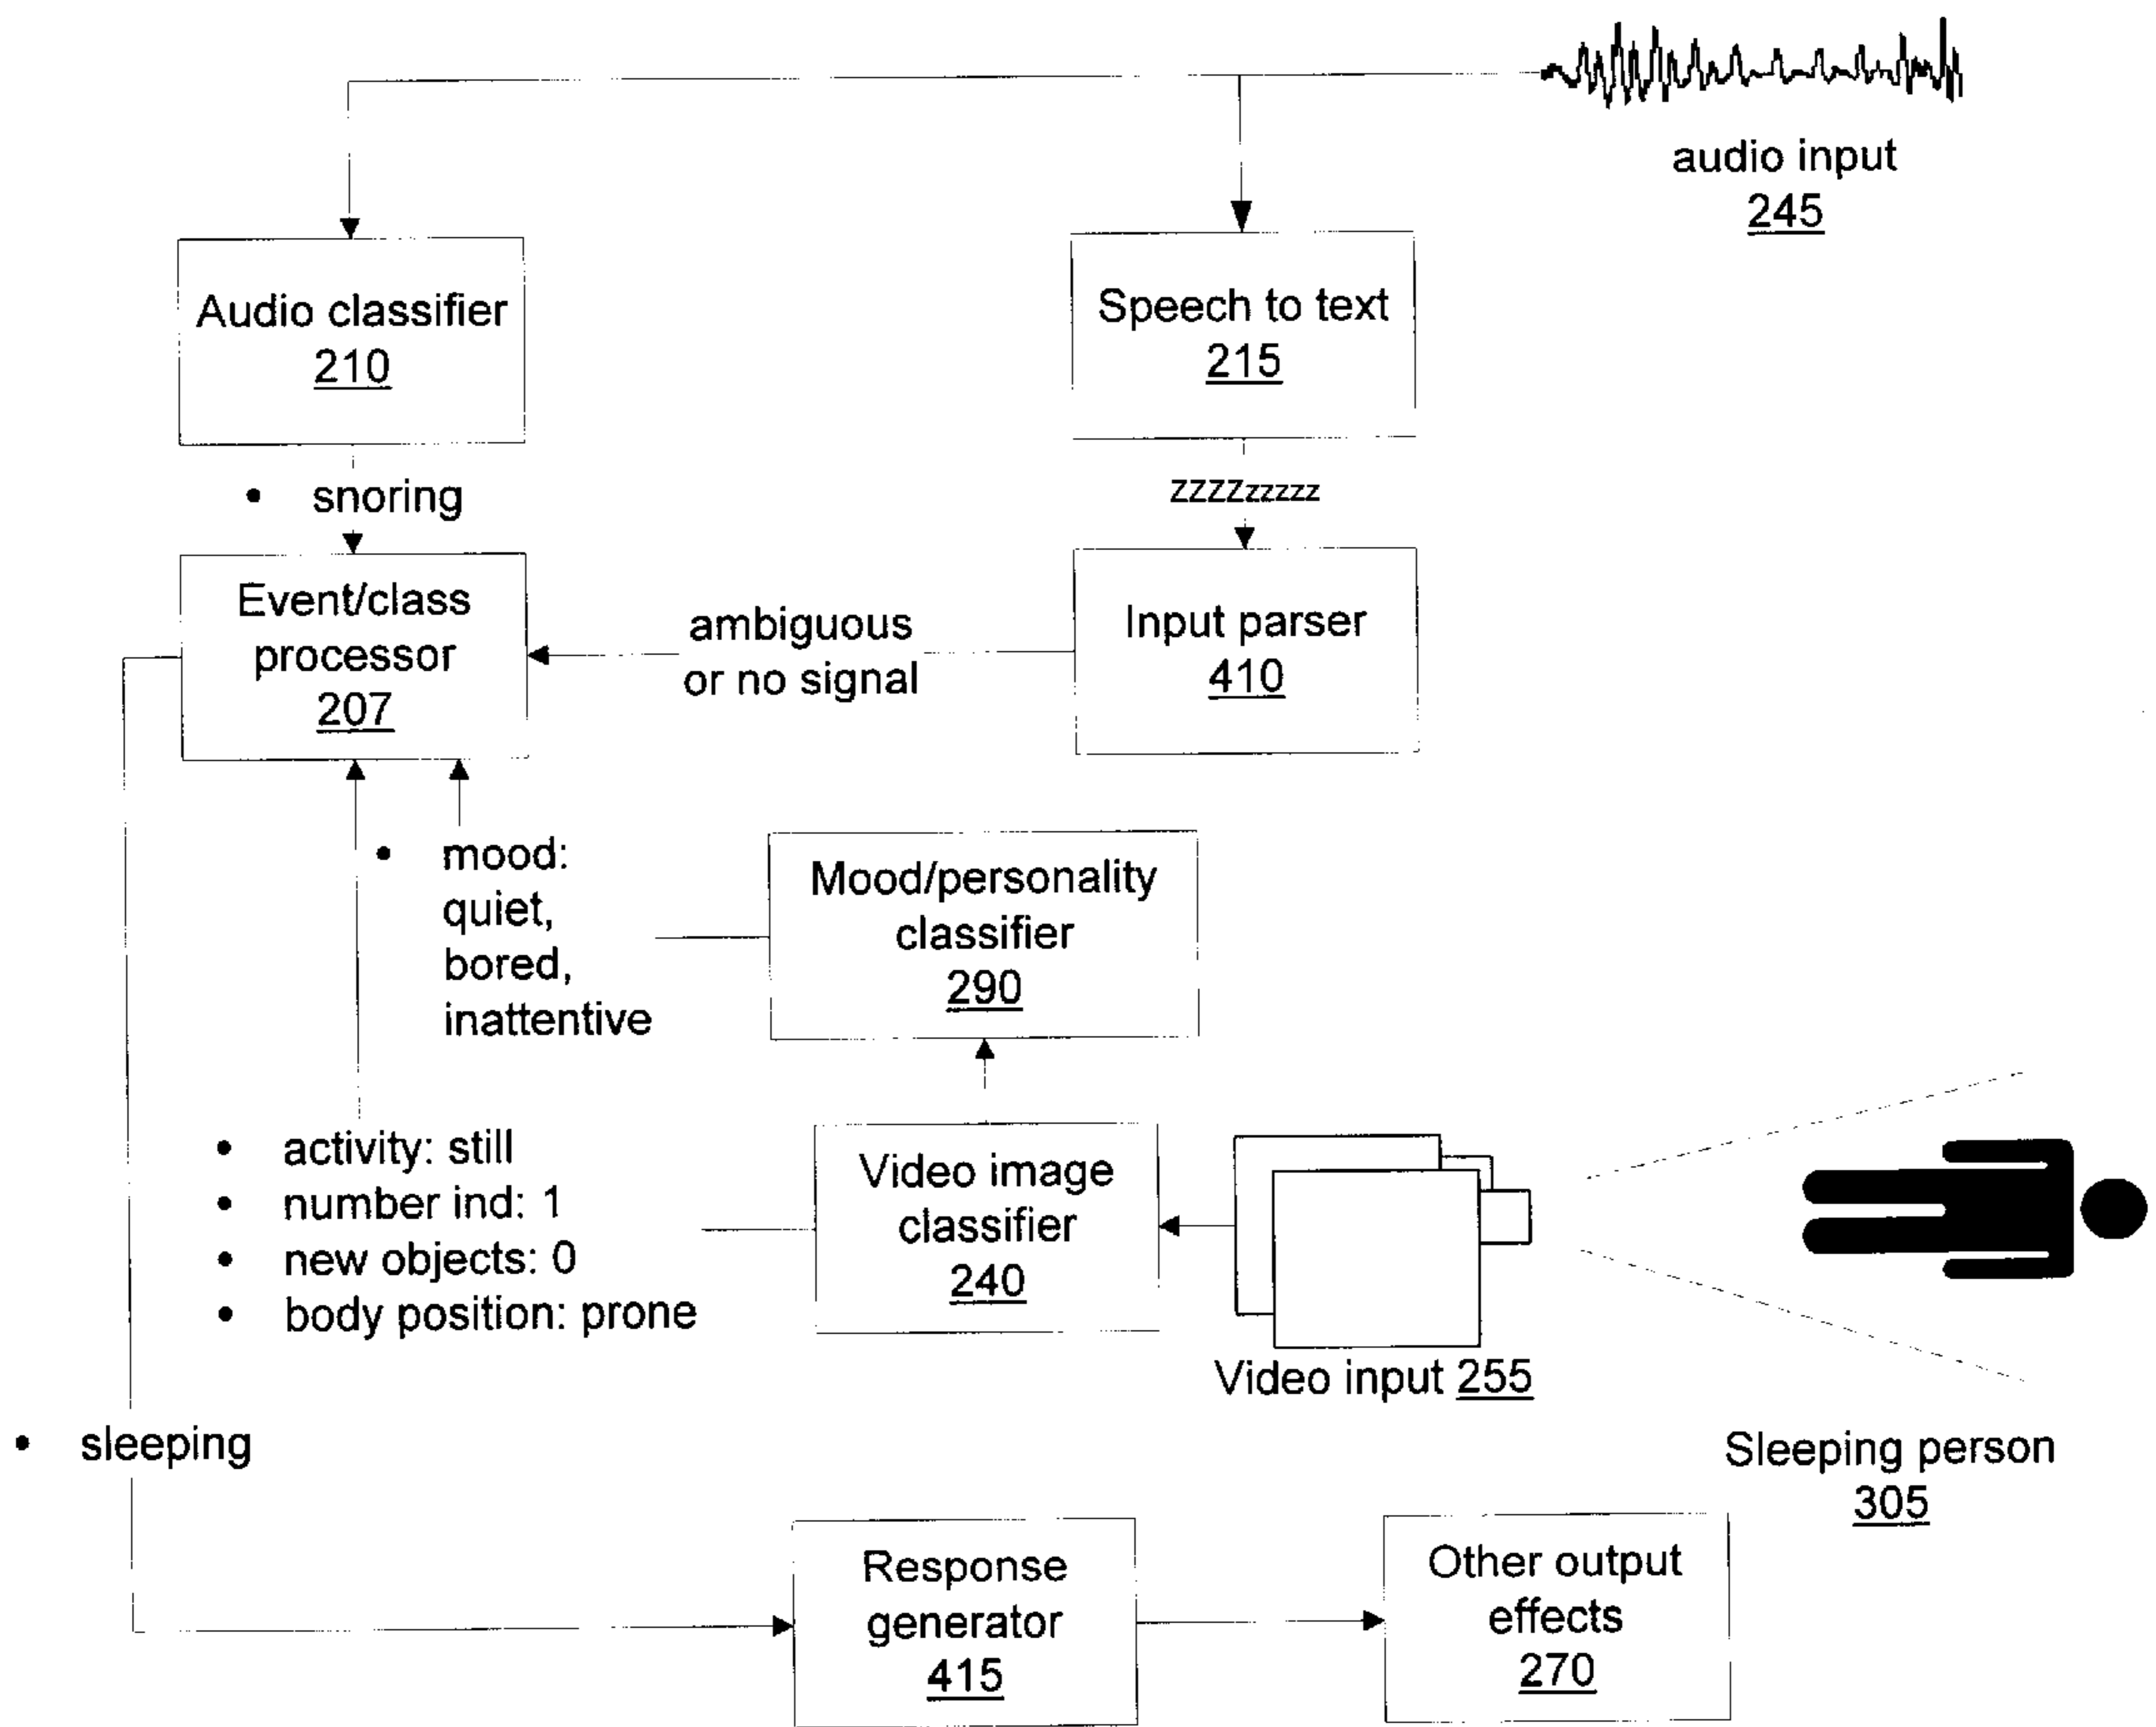 audio input
245
Audio classifier
210
Speech to text
215
• snoring
ZZZZzzzzz
Event/class
processor
207
ambiguous
or no signal
Input parser
410
• mood:
quiet,
bored,
inattentive
Mood/personality
classifier
290
• activity: still
• number ind: 1
• new objects: 0
• body position: prone
Video image
classifier
240
Video input 255
• sleeping
Sleeping person
305
Response
generator
415
Other output
effects
270